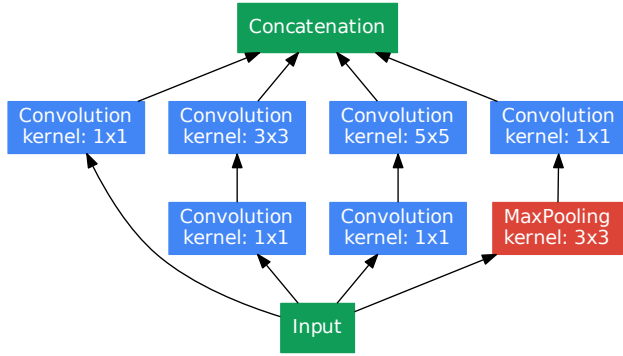 Concatenation
Convolution
kernel: 1x1
Convolution
kernel: 3x3
Convolution
kernel: 5x5
Convolution
kernel: 1x1
Convolution
kernel: 1x1
Convolution
kernel: 1x1
MaxPooling
kernel: 3x3
Input